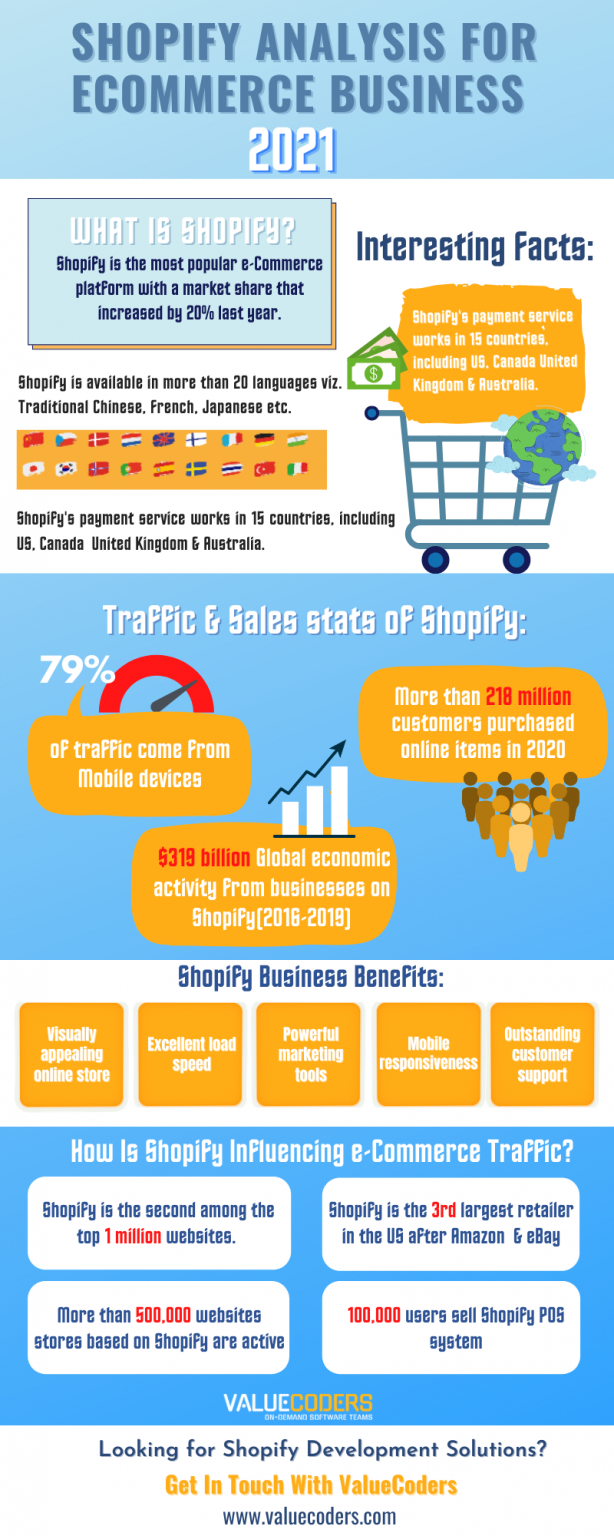 SHOPIFY ANALYSIS FOR
ECOMMERCE BUSINESS
2021
WHAT IS SHOPIFY?
Shopify is the most popular e-Commerce
platform with a market share that
increased by 20% last year.
Interesting Facts:
Shopify's payment service
works in 15 countries,
including US, Canada United
Kingdom & Australia.
Shopify is available in more than 20 languages viz.
Traditional Chinese, French, Japanese etc.
$
Shopify's payment service works in 15 countries, including
US, Canada United Kingdom & Australia.
Traffic & Sales stats of Shopify:
79%
of traffic come from
Mobile devices
More than 218 million
customers purchased
online items in 2020
$319 billion Global economic
activity from businesses on
Shopify(2016-2019)
Shopify Business Benefits:
Visually
appealing
online store
Excellent load
speed
Powerful
marketing
tools
Mobile
responsiveness
Outstanding
customer
support
How Is Shopify Influencing e-Commerce Traffic?
Shopify is the second among the
top 1 million websites.
Shopify is the 3rd largest retailer
in the US after Amazon & eBay
More than 500,000 websites
stores based on Shopify are active
100,000 users sell Shopify POS
system
VALUECODERS
ON-DEMAND SOFTWARE TEAMS
Looking for Shopify Development Solutions?
Get In Touch With ValueCoders
www.valuecoders.com